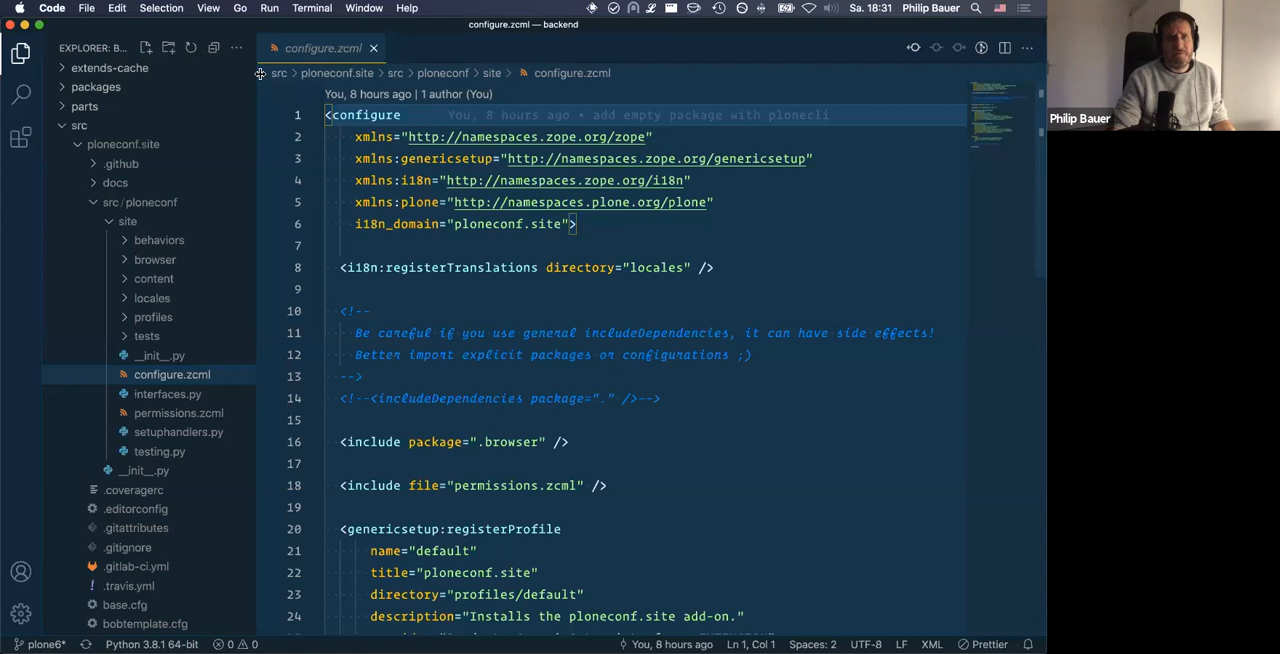 Code File Edit Selection View Go Run Terminal Window Help Sa. 18:31 Philip Bauer
configure.zcml — backend
EXPLORER: B...
extends-cache
packages
parts
src
ploneconf.site
.github
docs
src / ploneconf
site
behaviors
browser
content
locales
profiles
tests
__init__.py
configure.zcml
interfaces.py
permissions.zcml
setuphandlers.py
testing.py
__init__.py
.coveragerc
.editorconfig
.gitattributes
.gitignore
.gitlab-ci.yml
.travis.yml
base.cfg
bobtemplate.cfg
configure.zcml
src > ploneconf.site > src > ploneconf > site > configure.zcml
You, 8 hours ago | 1 author (You)
1 <configure You, 8 hours ago • add empty package with plonecli
2 xmlns="http://namespaces.zope.org/zope"
3 xmlns:genericsetup="http://namespaces.zope.org/genericsetup"
4 xmlns:i18n="http://namespaces.zope.org/i18n"
5 xmlns:plone="http://namespaces.plone.org/plone"
6 i18n_domain="ploneconf.site">
7
8 <i18n:registerTranslations directory="locales" />
9
10 <!--
11 Be careful if you use general includeDependencies, it can have side effects!
12 Better import explicit packages or configurations ;)
13 -->
14 <!--<includeDependencies package="." />-->
15
16 <include package=".browser" />
17
18 <include file="permissions.zcml" />
19
20 <genericsetup:registerProfile
21 name="default"
22 title="ploneconf.site"
23 directory="profiles/default"
24 description="Installs the ploneconf.site add-on."
Philip Bauer
plone6* Python 3.8.1 64-bit 0 0 You, 8 hours ago Ln 1, Col 1 Spaces: 2 UTF-8 LF XML Prettier